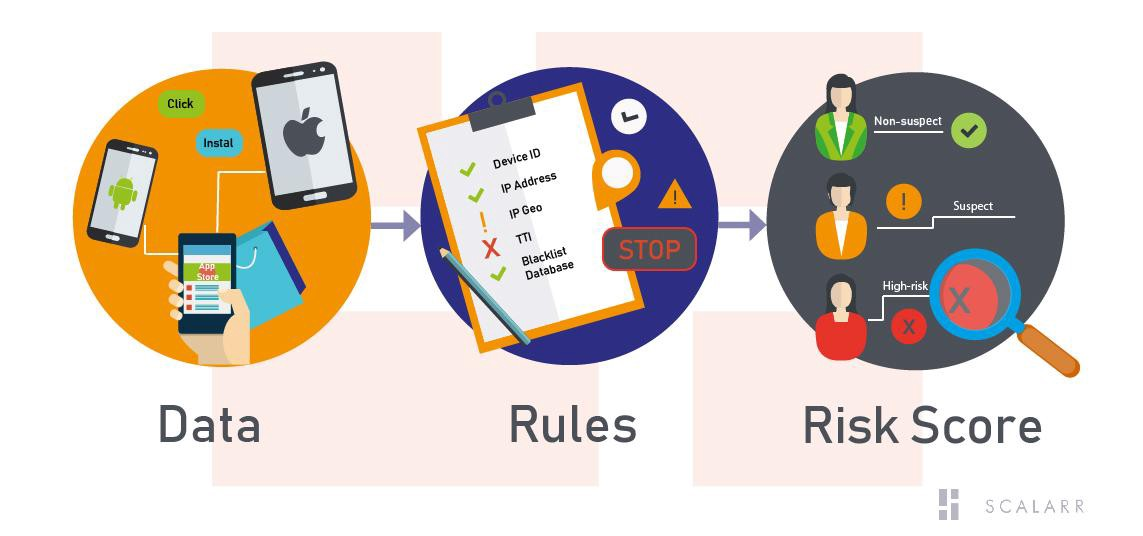 Click
Instal
App
Store
Device ID
IP Address
IP Geo
TTI
Blacklist
Database
STOP
Non-suspect
Suspect
High-risk
X
X
Data
Rules
Risk Score
SCALARR